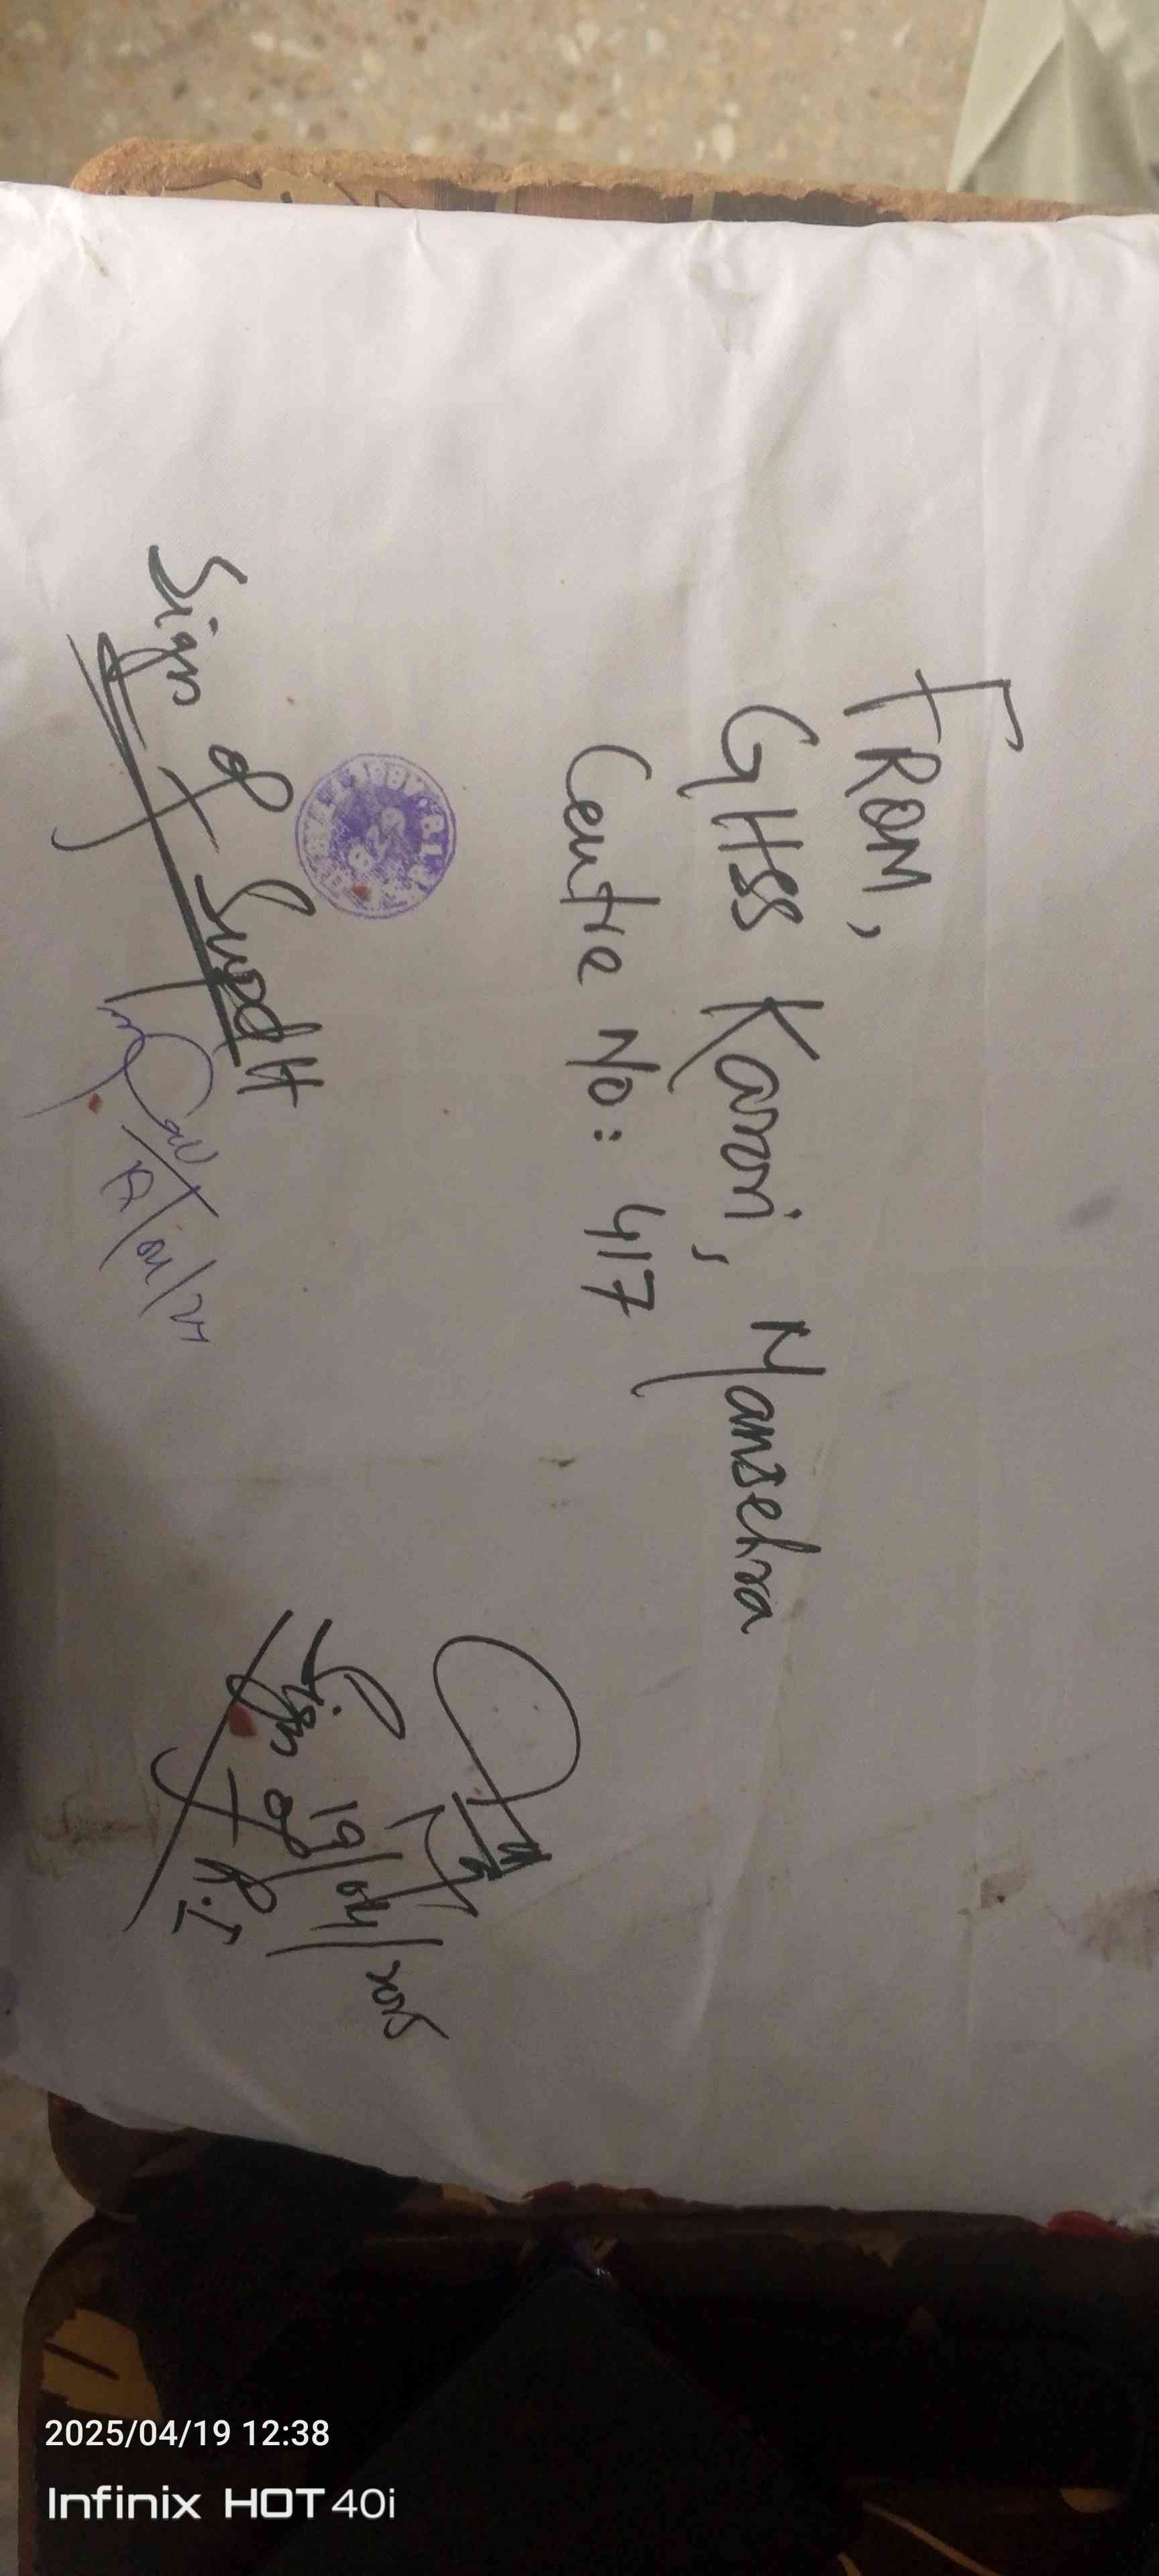 FROM,
GHSS Karori, Mansehra
Centre No: 417
Sign of Supdtt
19/04/2025
Sign of R.I
2025/04/19 12:38
Infinix HOT 40i